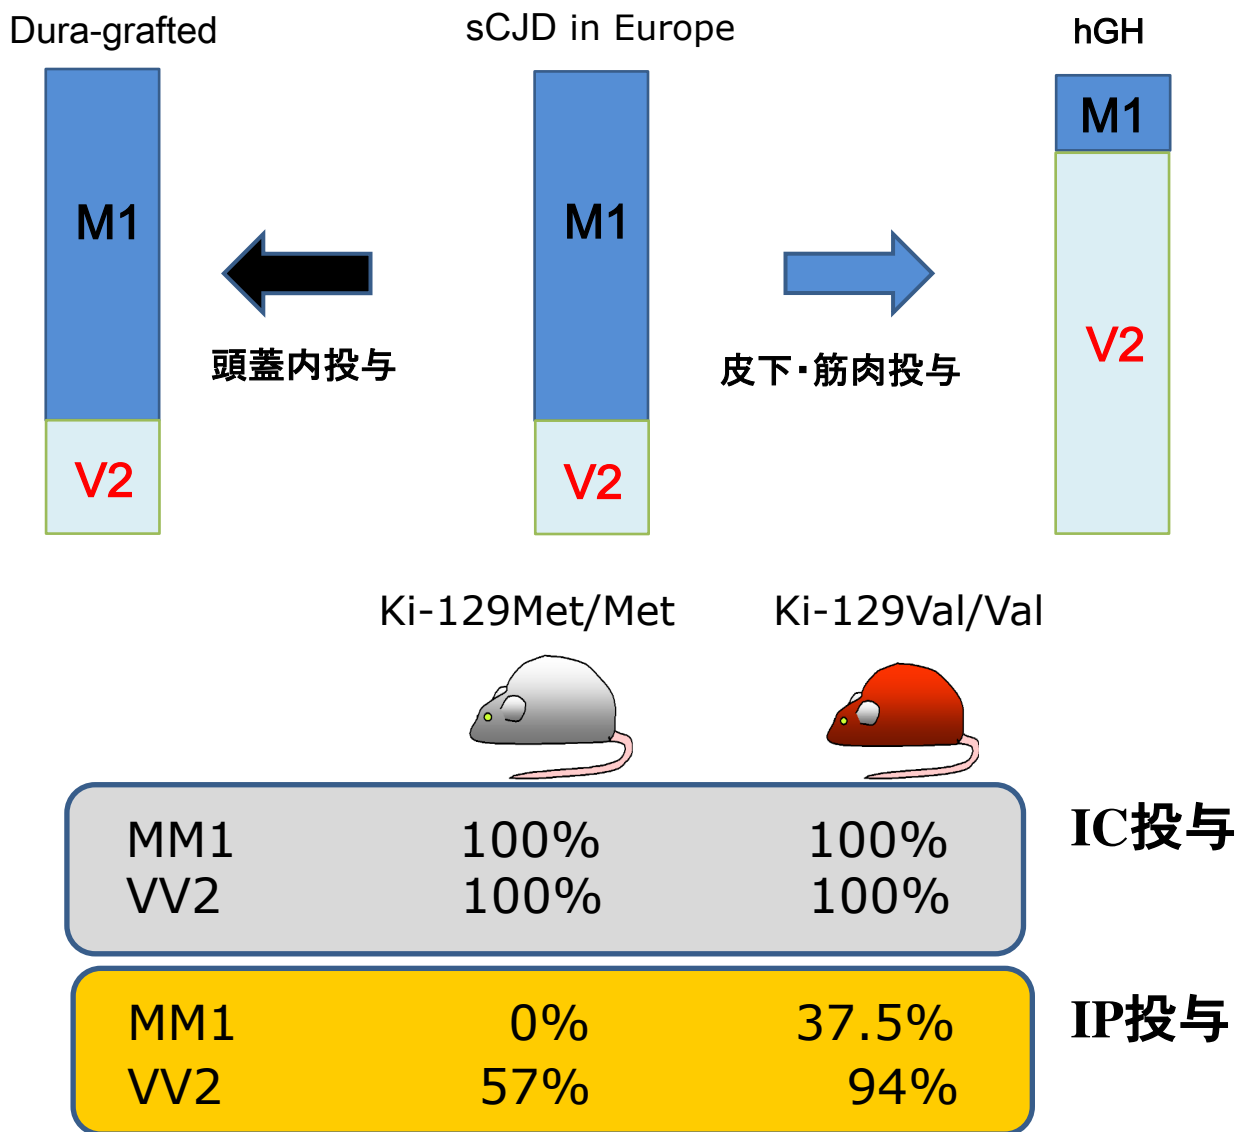 Dura-grafted
sCJD in Europe
hGH
M1
M1
M1
V2
V2
V2
頭蓋内投与
皮下・筋肉投与
Ki-129Met/Met
Ki-129Val/Val
MM1 100% 100%
VV2 100% 100%
IC投与
MM1 0% 37.5%
VV2 57% 94%
IP投与